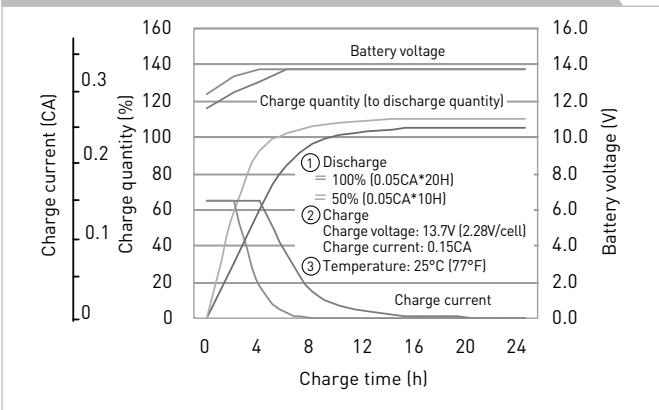 160
140
120
100
80
60
40
20
0
0.3
0.2
0.1
0
Charge current (CA)
Charge quantity (%)
16.0
14.0
12.0
10.0
8.0
6.0
4.0
2.0
0.0
Battery voltage (V)
Battery voltage
Charge quantity (to discharge quantity)
① Discharge
100% (0.05CA*20H)
50% (0.05CA*10H)
② Charge
Charge voltage: 13.7V (2.28V/cell)
Charge current: 0.15CA
③ Temperature: 25°C (77°F)
Charge current
0 4 8 12 16 20 24
Charge time (h)